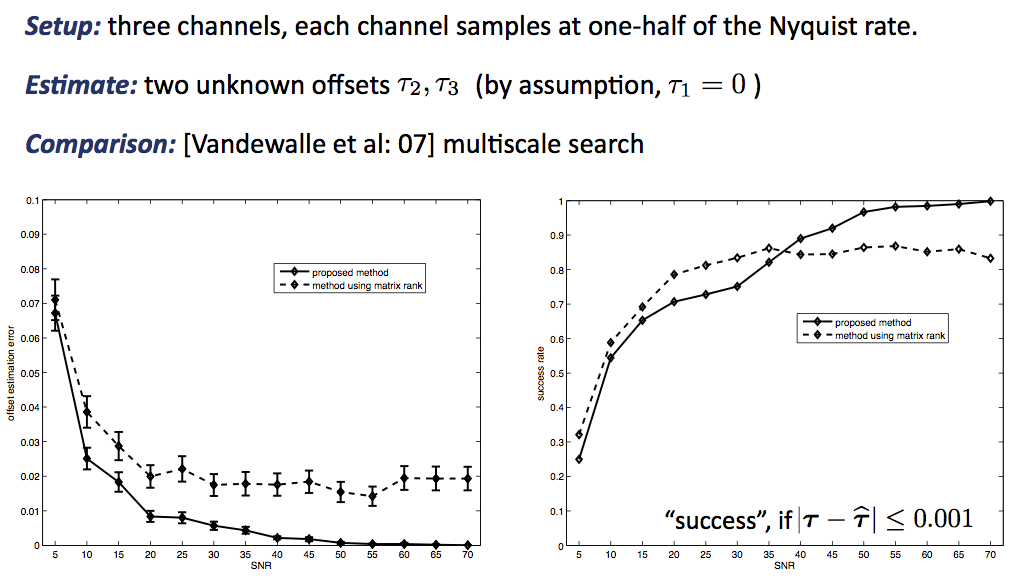 Setup: three channels, each channel samples at one-half of the Nyquist rate.
Estimate: two unknown offsets τ₂, τ₃ (by assumption, τ₁ = 0 )
Comparison: [Vandewalle et al: 07] multiscale search
0.1
0.09
0.08
0.07
0.06
0.05
0.04
0.03
0.02
0.01
0
offset estimation error
proposed method
method using matrix rank
5 10 15 20 25 30 35 40 45 50 55 60 65 70
SNR
1
0.9
0.8
0.7
0.6
0.5
0.4
0.3
0.2
0.1
0
success rate
proposed method
method using matrix rank
“success”, if |τ − τ̂| ≤ 0.001
5 10 15 20 25 30 35 40 45 50 55 60 65 70
SNR